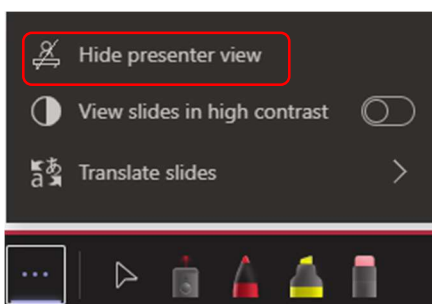 Hide presenter view
View slides in high contrast
Translate slides